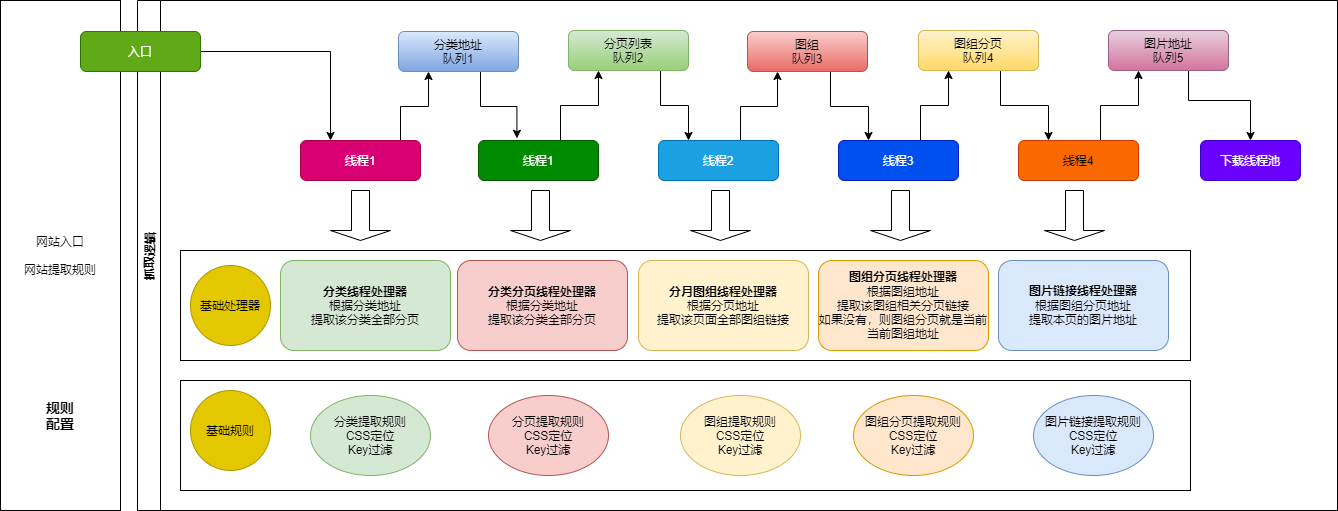 入口
分类地址
队列1
分页列表
队列2
图组
队列3
图组分页
队列4
图片地址
队列5
线程1
线程1
线程2
线程3
线程4
下载线程池
网站入口
网站提取规则
规则
配置
抓取逻辑
基础处理器
分类线程处理器
根据分类地址
提取该分类全部分页
分类分页线程处理器
根据分类地址
提取该分类全部分页
分月图组线程处理器
根据分页地址
提取该页面全部图组链接
图组分页线程处理器
根据图组地址
提取该图组相关分页链接
如果没有，则图组分页就是当前
当前图组地址
图片链接线程处理器
根据图组分页地址
提取本页的图片地址
基础规则
分类提取规则
CSS定位
Key过滤
分页提取规则
CSS定位
Key过滤
图组提取规则
CSS定位
Key过滤
图组分页提取规则
CSS定位
Key过滤
图片链接提取规则
CSS定位
Key过滤